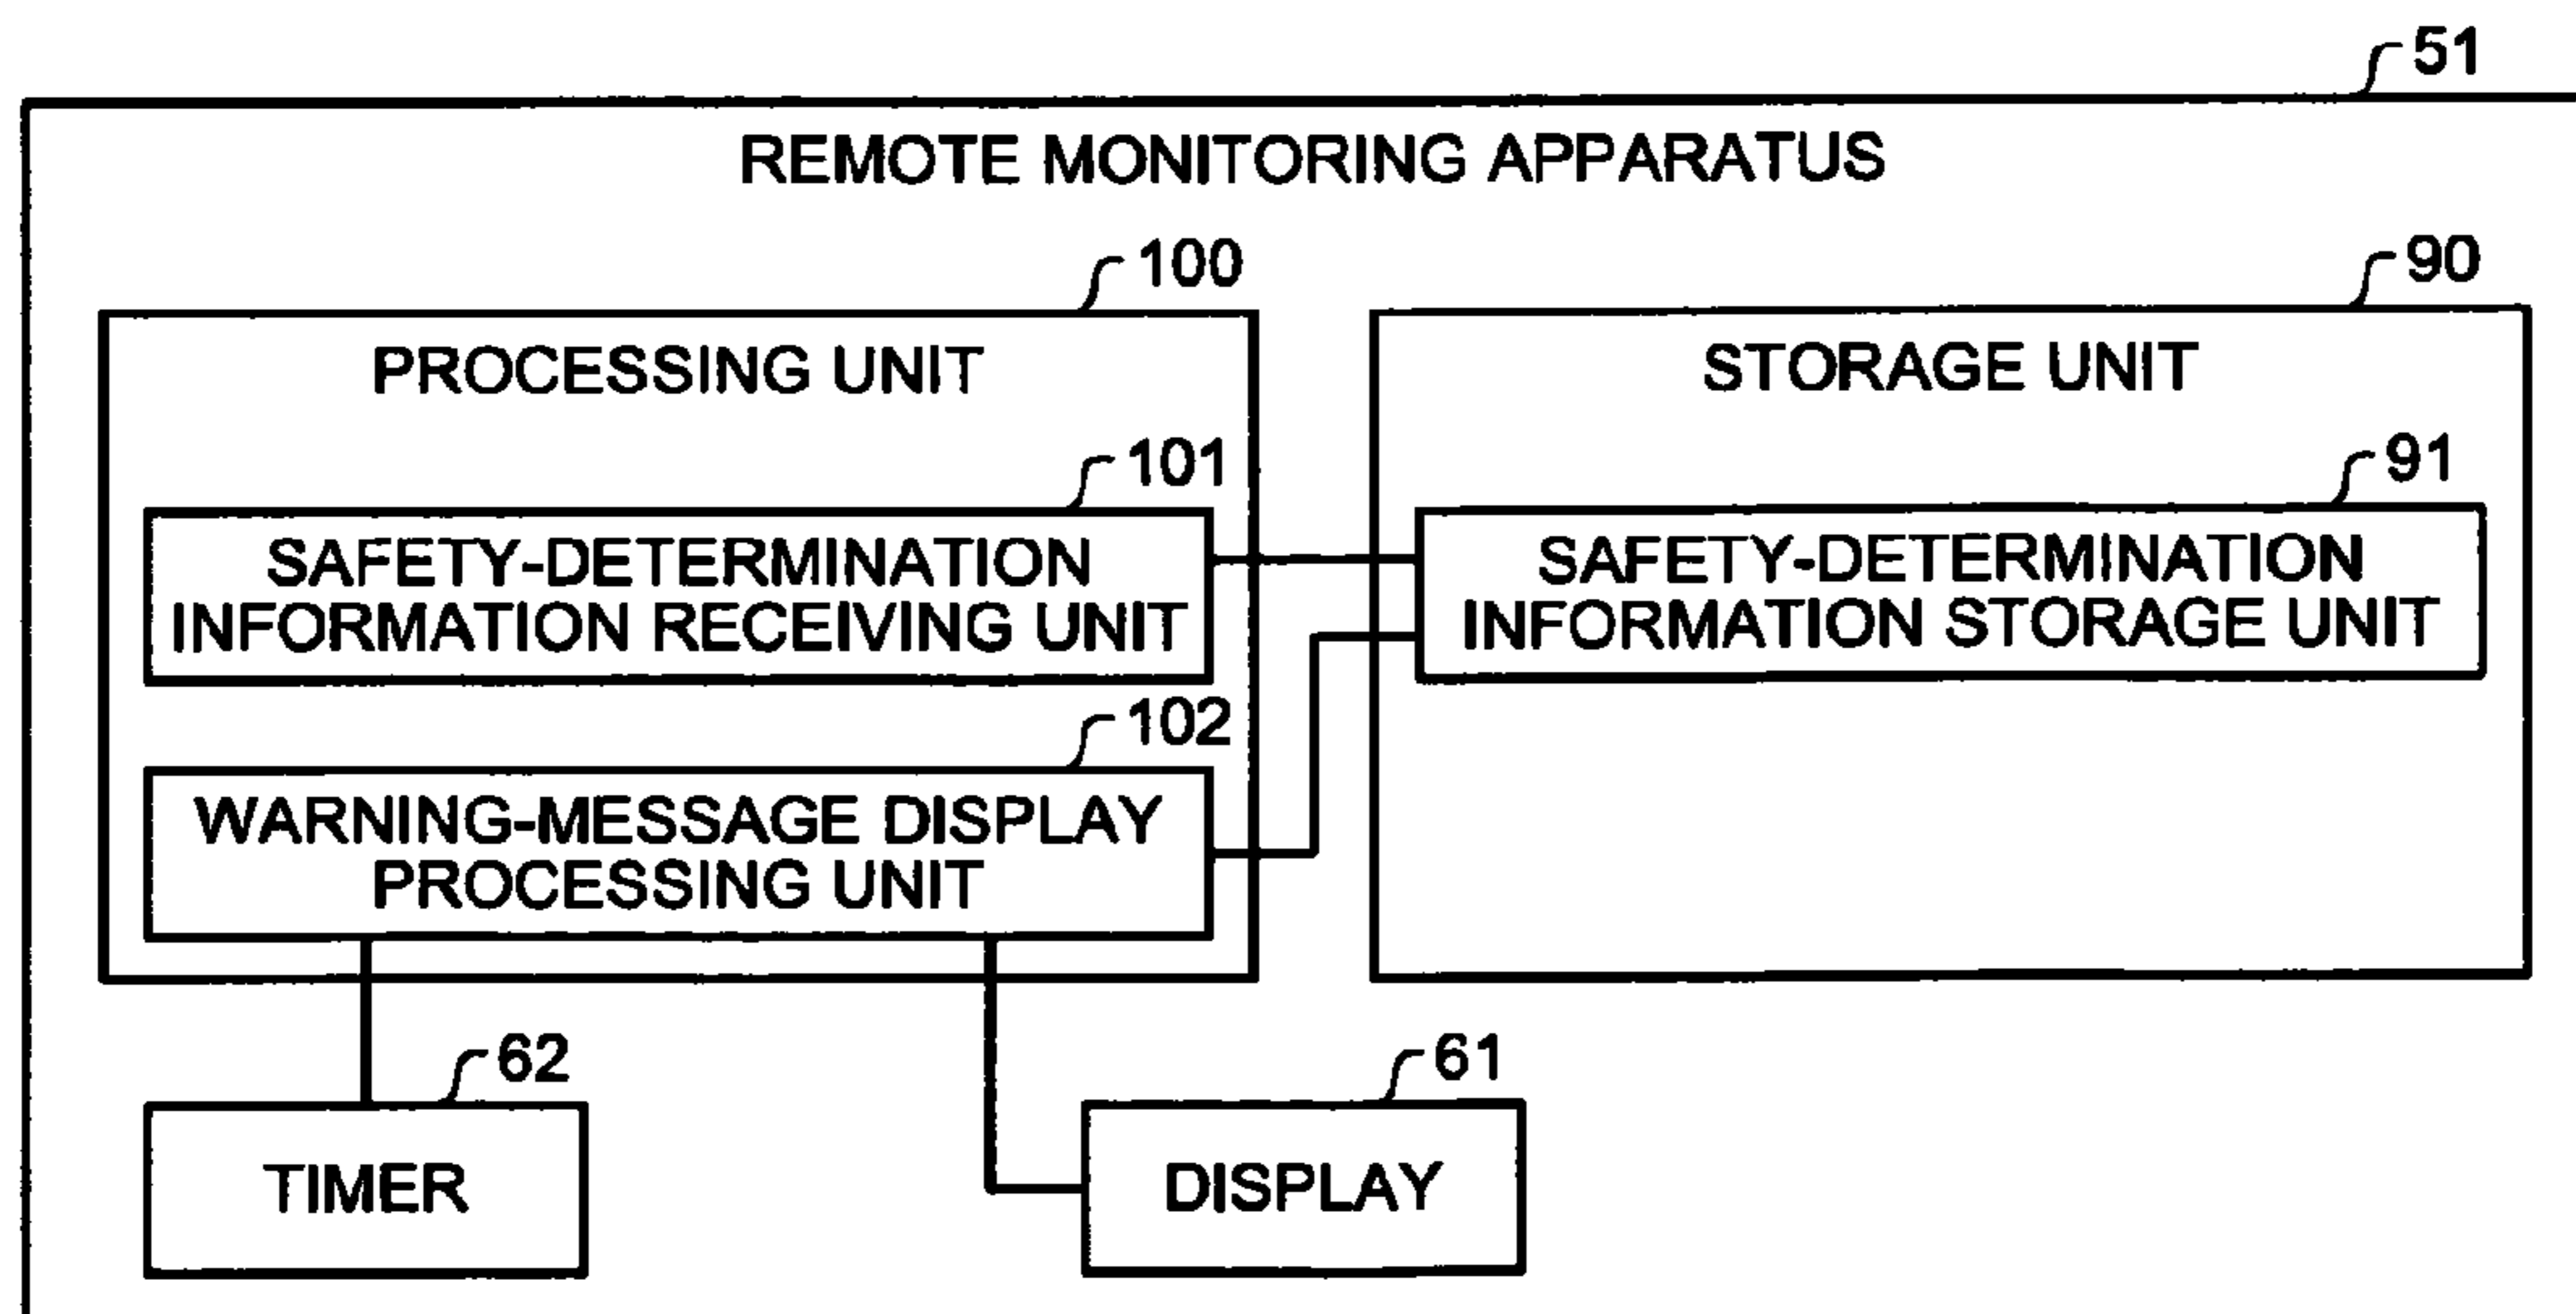 51
REMOTE MONITORING APPARATUS
100
90
PROCESSING UNIT
STORAGE UNIT
101
91
SAFETY-DETERMINATION
INFORMATION RECEIVING UNIT
SAFETY-DETERMINATION
INFORMATION STORAGE UNIT
102
WARNING-MESSAGE DISPLAY
PROCESSING UNIT
62
61
TIMER
DISPLAY